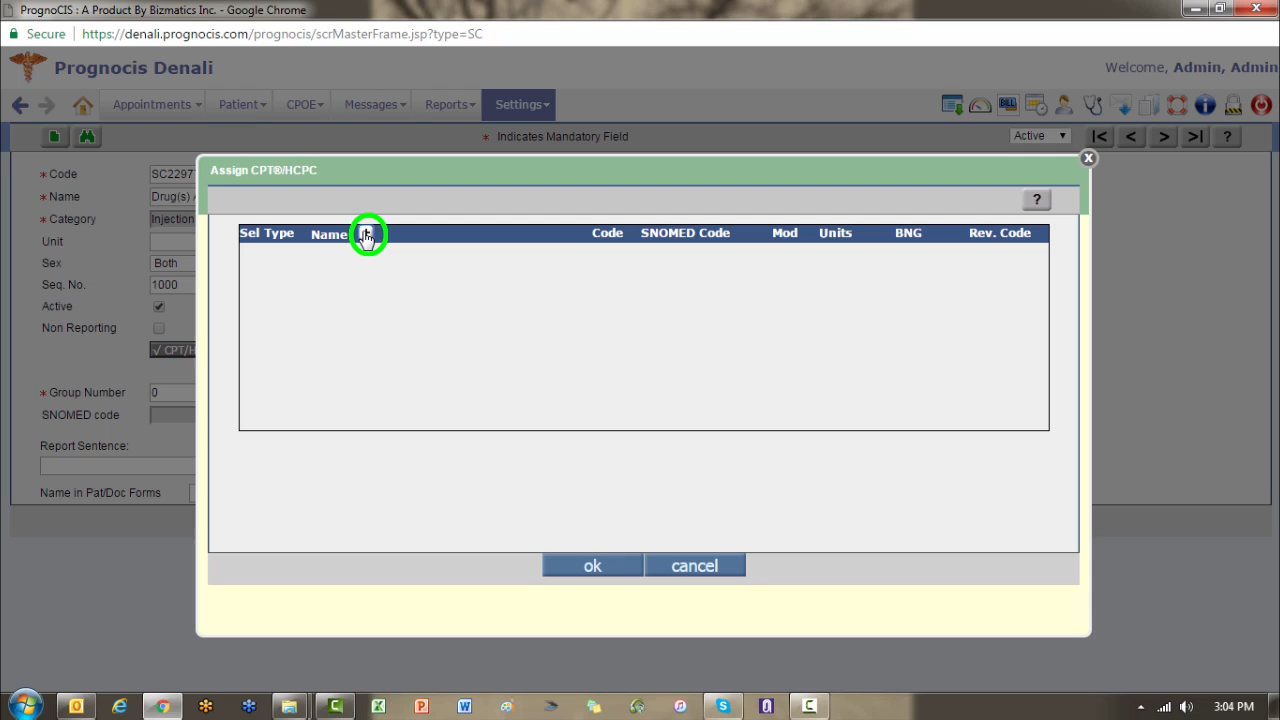 PrognoCIS : A Product By Bizmatics Inc. - Google Chrome
Secure https://denali.prognocis.com/prognocis/scrMasterFrame.jsp?type=SC
Prognocis Denali
Welcome, Admin, Admin
Appointments Patient CPOE Messages Reports Settings
* Indicates Mandatory Field
Active
?
Assign CPT®/HCPC
X
?
* Code SC2297
* Name Drug(s)
* Category Injection
Unit
Sex Both
Seq. No. 1000
Active
Non Reporting
√ CPT/H
* Group Number 0
SNOMED code
Report Sentence:
Name in Pat/Doc Forms
Sel Type Name Code SNOMED Code Mod Units BNG Rev. Code
ok cancel
3:04 PM